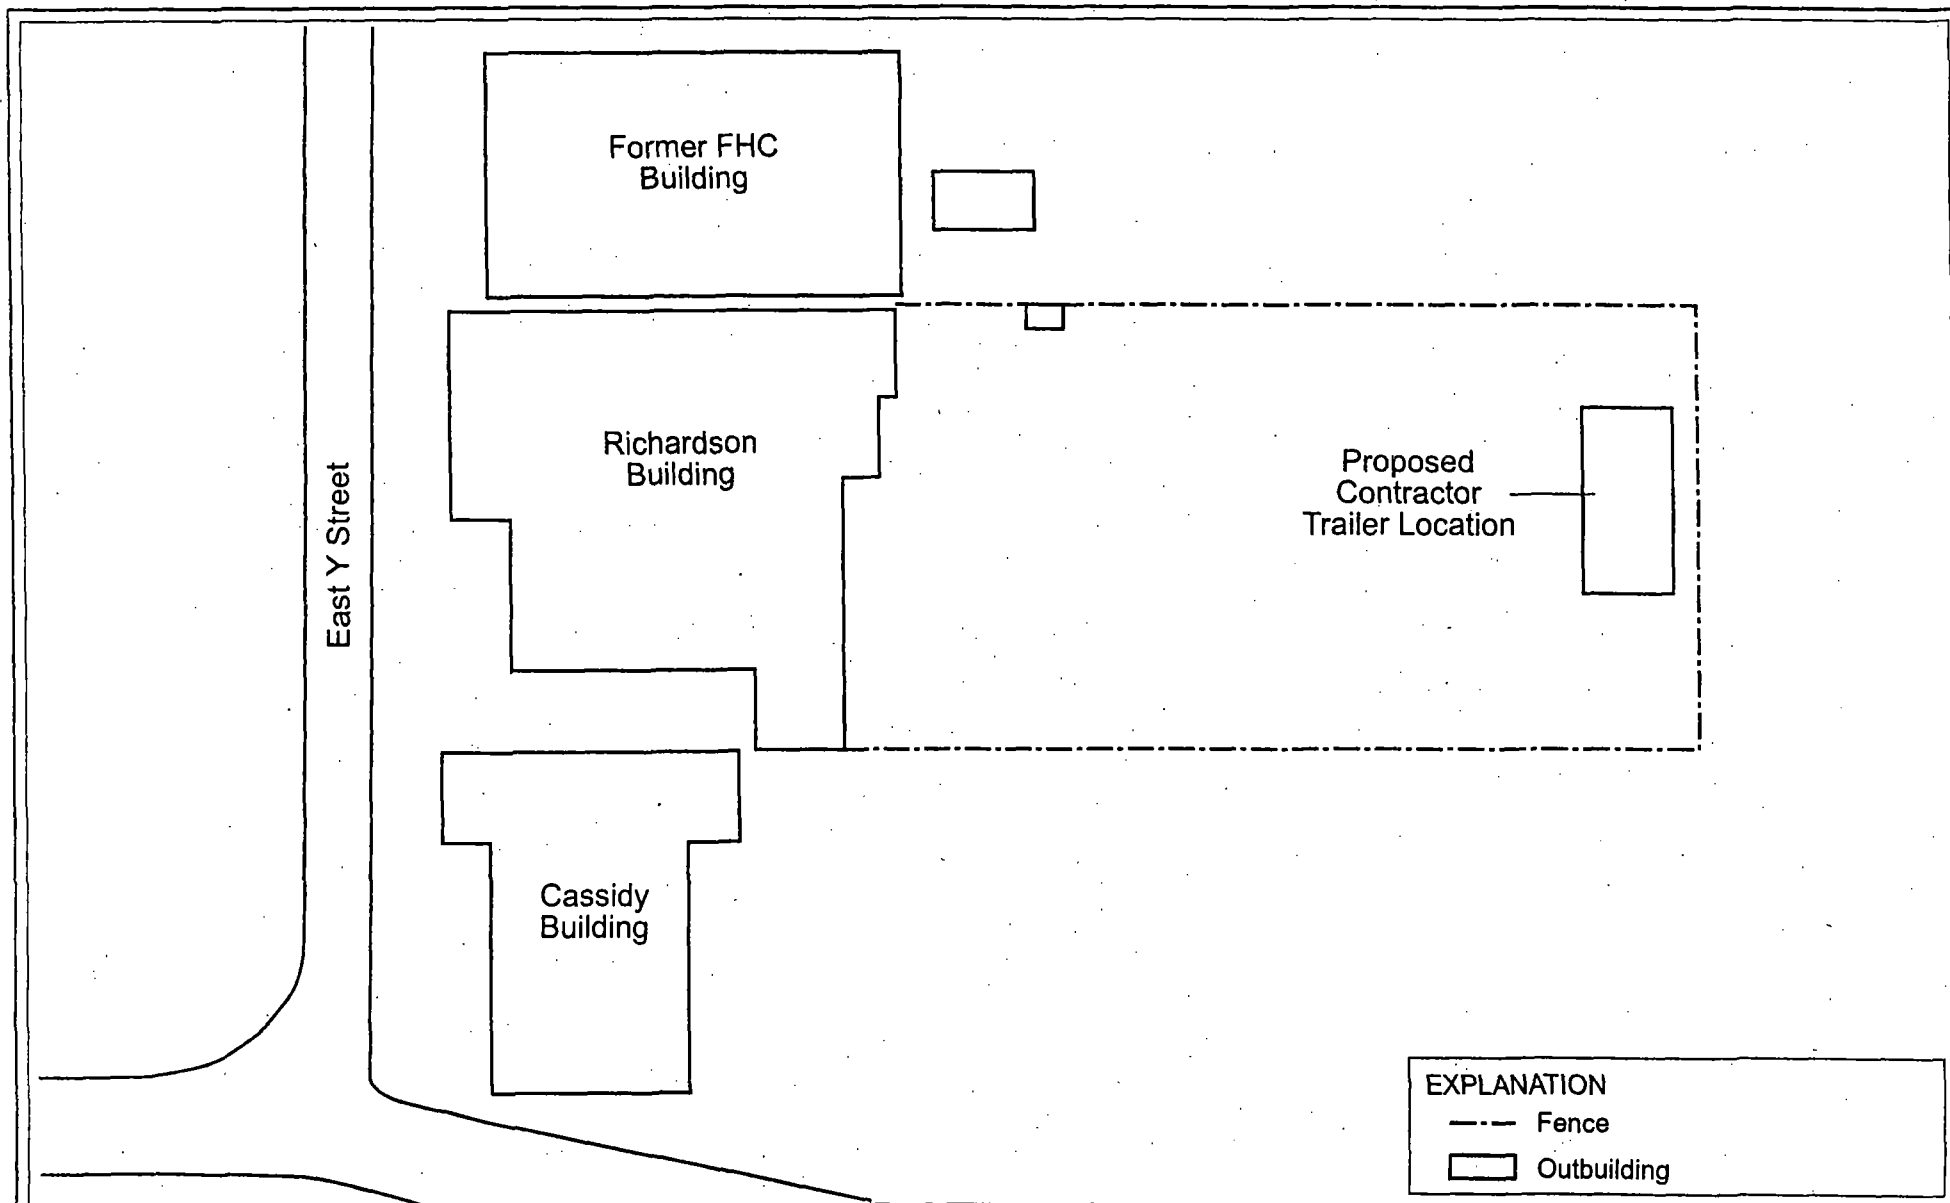 Former FHC
Building
Richardson
Building
East Y Street
Proposed
Contractor
Trailer Location
Cassidy
Building
EXPLANATION
Fence
Outbuilding